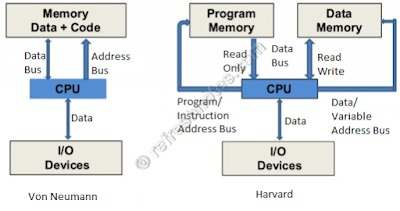 Memory
Data + Code
Data
Bus
Address
Bus
CPU
Data
I/O
Devices
Von Neumann
Program
Memory
Data
Memory
Read
Only
Data
Bus
Read
Write
CPU
Program/
Instruction
Address Bus
Data
Data/
Variable
Address Bus
I/O
Devices
Harvard